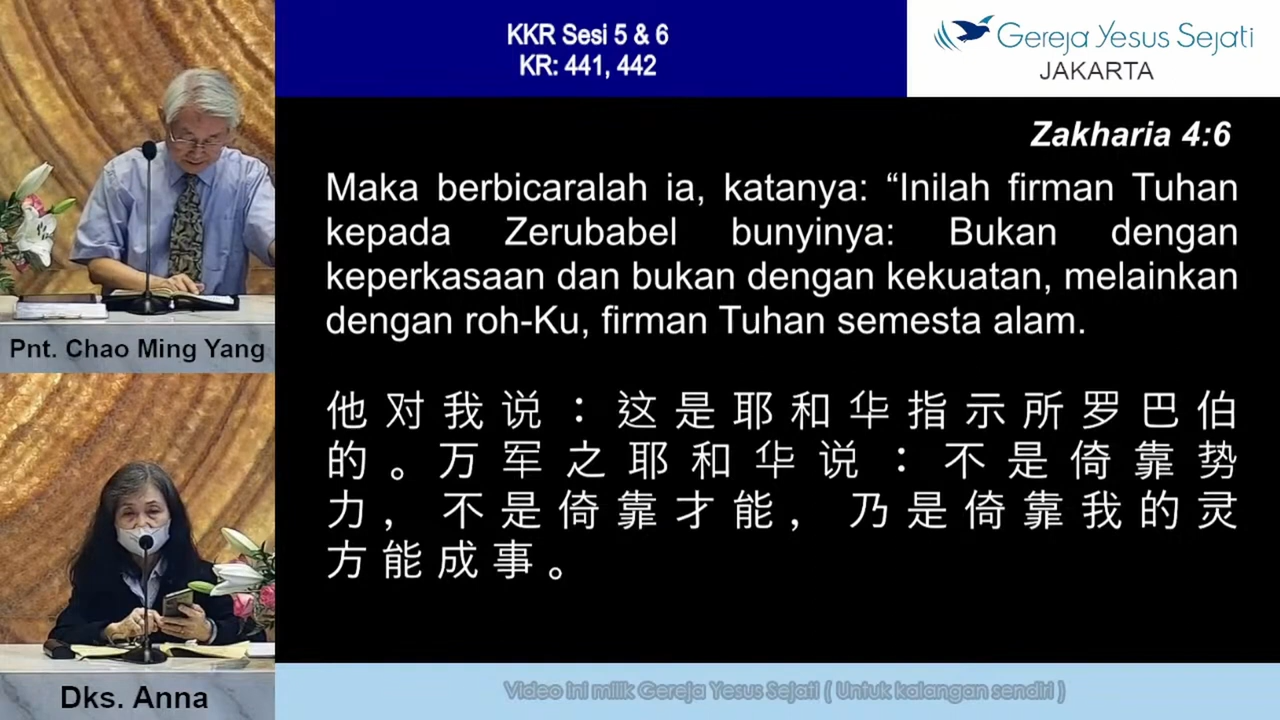 KKR Sesi 5 & 6
KR: 441, 442
Gereja Yesus Sejati
JAKARTA
Zakharia 4:6
Maka berbicaralah ia, katanya: “Inilah firman Tuhan
kepada Zerubabel bunyinya: Bukan dengan
keperkasaan dan bukan dengan kekuatan, melainkan
dengan roh-Ku, firman Tuhan semesta alam.
他对我说：这是耶和华指示所罗巴伯
的。万军之耶和华说：不是倚靠势
力，不是倚靠才能，乃是倚靠我的灵
方能成事。
Pnt. Chao Ming Yang
Dks. Anna
Video ini milik Gereja Yesus Sejati ( Untuk kalangan sendiri )